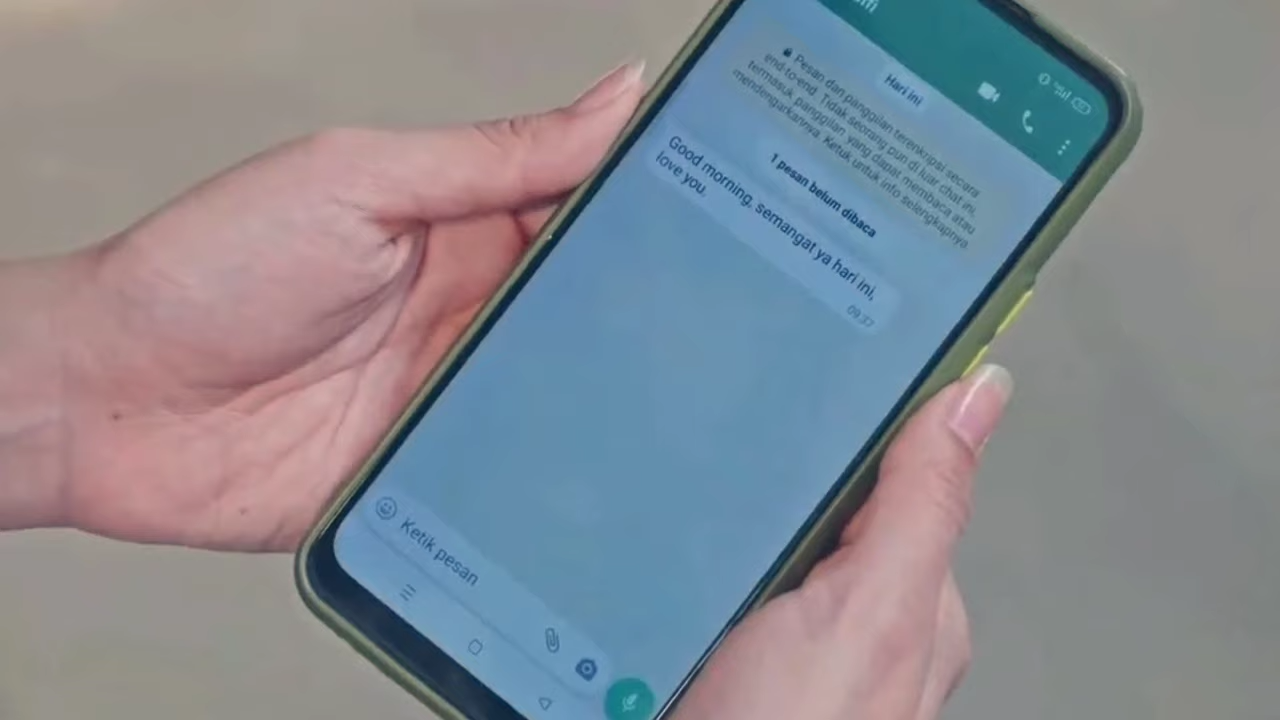 Hari ini
Pesan dan panggilan terenkripsi secara
end-to-end. Tidak seorang pun di luar chat ini,
termasuk panggilan yang dapat membaca atau
mendengarkannya. Ketuk untuk info selengkapnya.
1 pesan belum dibaca
Good morning, semangat ya hari ini,
love you.
09.37
Ketik pesan